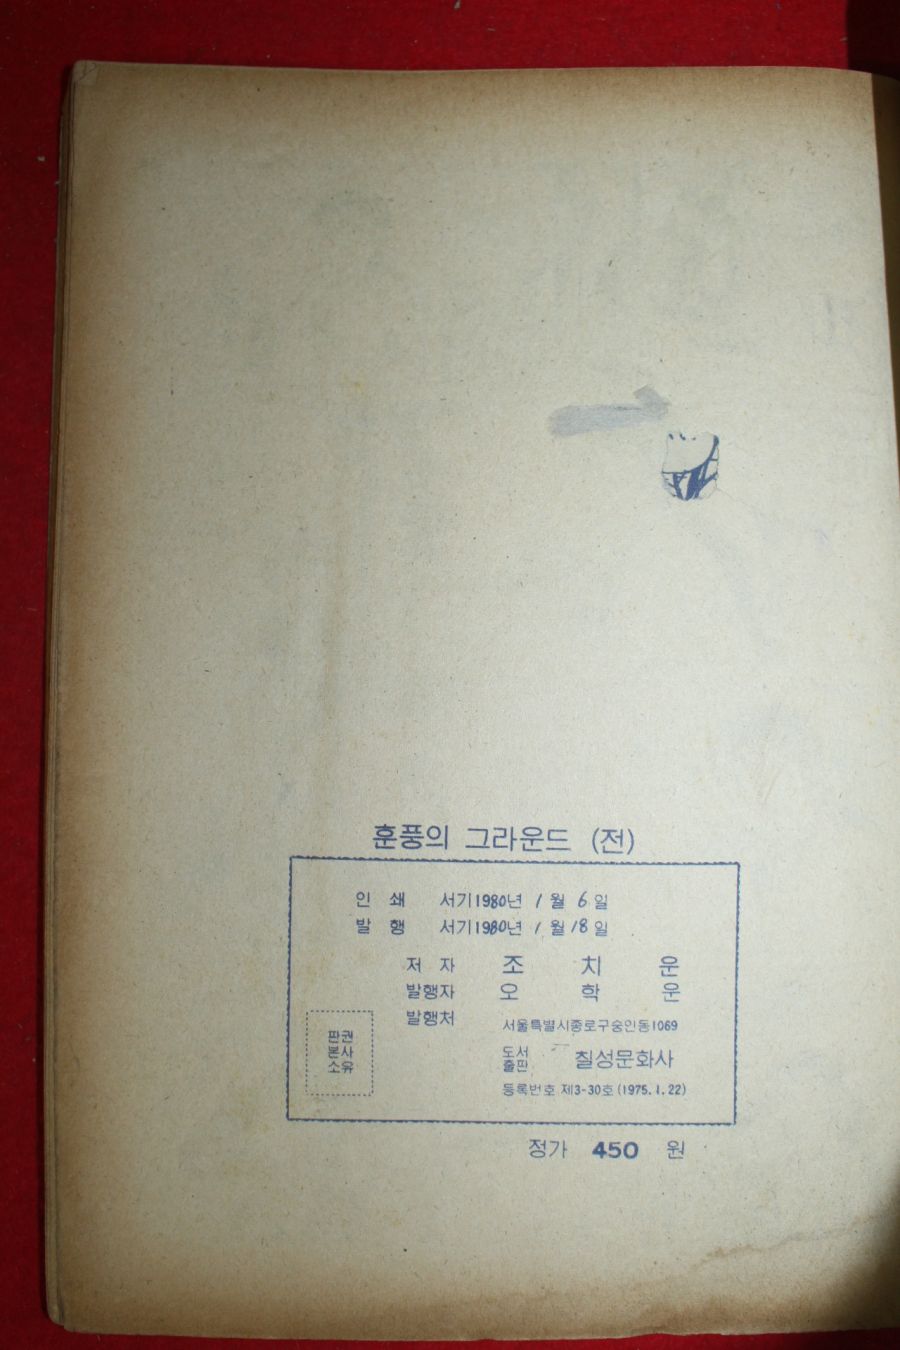 훈풍의 그라운드 (전)
인 쇄 서기1980년 1월 6일
발 행 서기1980년 1월 18일
저 자 조 치 운
발행자 오 학 운
발행처 서울특별시종로구숭인동1069
도서출판 칠성문화사
등록번호 제3-30호 (1975.1.22)
판권
본사
소유
정가 450 원